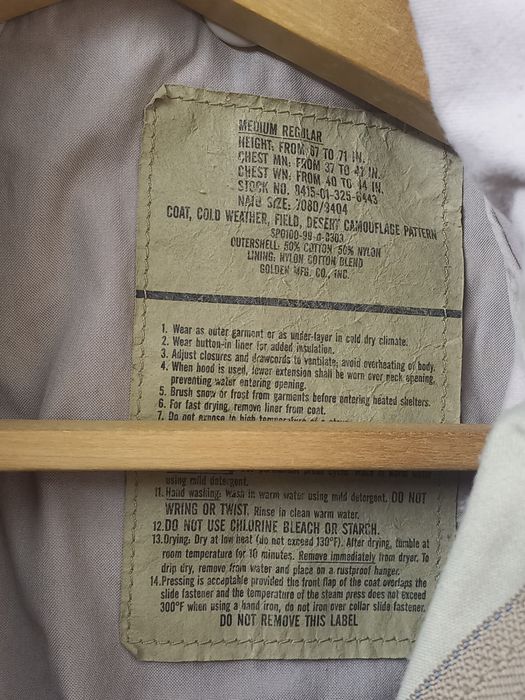 MEDIUM REGULAR
HEIGHT: FROM 67 TO 71 IN.
CHEST MN: FROM 37 TO 41 IN.
CHEST WN: FROM 40 TO 44 IN.
STOCK NO. 8415-01-325-6443
NATO SIZE: 7080/9404
COAT, COLD WEATHER, FIELD, DESERT CAMOUFLAGE PATTERN
SPO100-99-D-0303
OUTERSHELL: 50% COTTON 50% NYLON
LINING: NYLON COTTON BLEND
GOLDEN MFG. CO., INC.
1. Wear as outer garment or as under-layer in cold dry climate.
2. Wear button-in liner for added insulation.
3. Adjust closures and drawcords to ventilate; avoid overheating of body.
4. When hood is used, lower extension shall be worn over neck opening,
preventing water entering opening.
5. Brush snow or frost from garments before entering heated shelters.
6. For fast drying, remove liner from coat.
7. Do not expose to high temperature
using mild detergent.
11. Hand washing: Wash in warm water using mild detergent. DO NOT
WRING OR TWIST. Rinse in clean warm water.
12. DO NOT USE CHLORINE BLEACH OR STARCH.
13. Drying. Dry at low heat (do not exceed 130°F). After drying, tumble at
room temperature for 10 minutes. Remove immediately from dryer. To
drip dry, remove from water and place on a rustproof hanger.
14. Pressing is acceptable provided the front flap of the coat overlaps the
slide fastener and the temperature of the steam press does not exceed
300°F when using a hand iron, do not iron over collar slide fastener.
DO NOT REMOVE THIS LABEL